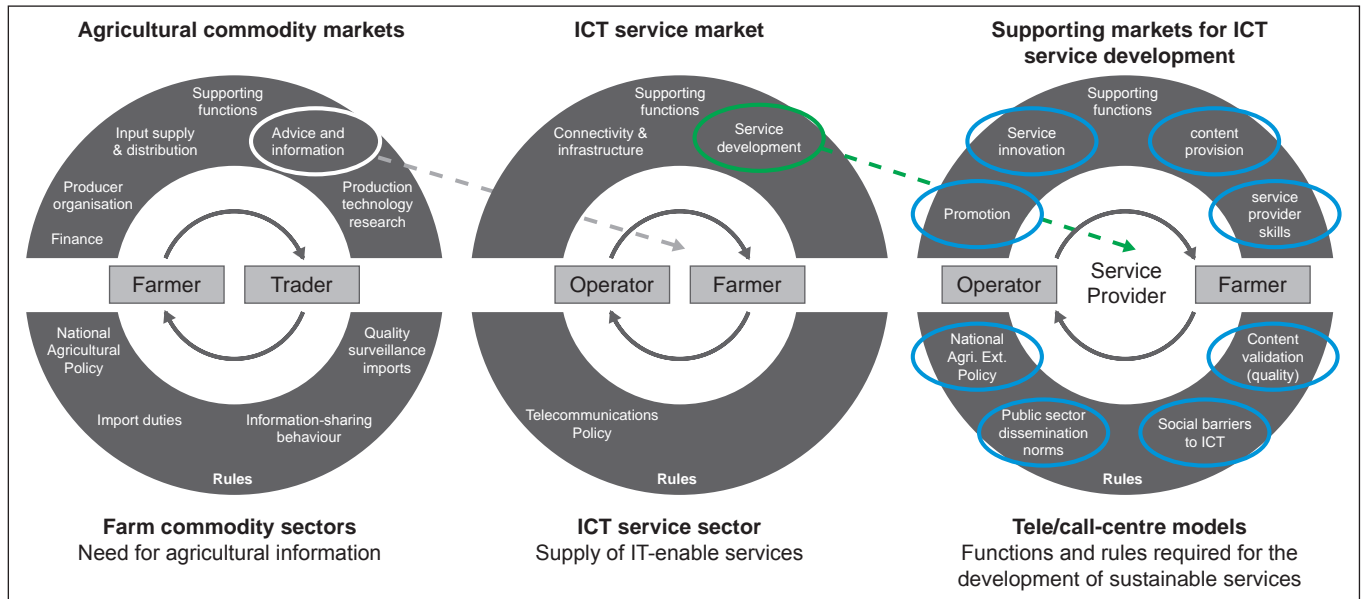 Agricultural commodity markets
Supporting
functions
Input supply
& distribution
Advice and
information
Producer
organisation
Production
technology
research
Finance
Farmer
Trader
National
Agricultural
Policy
Quality
surveillance
imports
Import duties
Information-sharing
behaviour
Rules
Farm commodity sectors
Need for agricultural information
ICT service market
Supporting
functions
Connectivity &
infrastructure
Service
development
Operator
Farmer
Telecommunications
Policy
Rules
ICT service sector
Supply of IT-enable services
Supporting markets for ICT
service development
Supporting
functions
Service
innovation
content
provision
Promotion
service
provider
skills
Operator
Service
Provider
Farmer
National
Agri. Ext.
Policy
Content
validation
(quality)
Public sector
dissemination
norms
Social barriers
to ICT
Rules
Tele/call-centre models
Functions and rules required for the
development of sustainable services